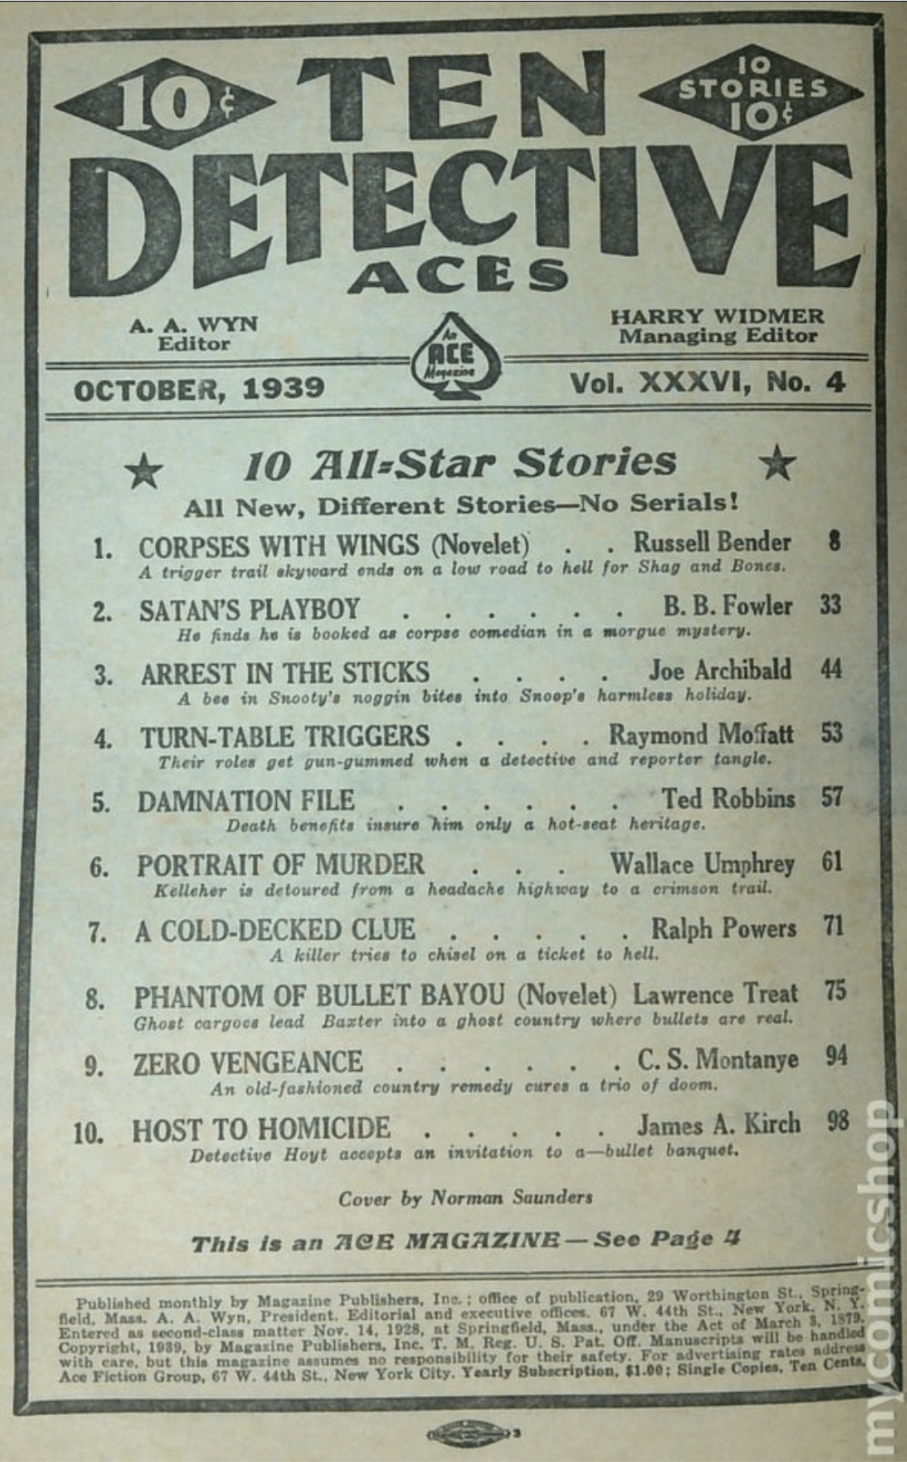 10¢ TEN 10 STORIES 10¢
DETECTIVE
ACES
A. A. WYN
Editor
HARRY WIDMER
Managing Editor
An ACE Magazine
OCTOBER, 1939
Vol. XXXVI, No. 4
★ 10 All-Star Stories ★
All New, Different Stories—No Serials!
1. CORPSES WITH WINGS (Novelet) . . Russell Bender 8
A trigger trail skyward ends on a low road to hell for Shag and Bones.
2. SATAN'S PLAYBOY . . . . . . B. B. Fowler 33
He finds he is booked as corpse comedian in a morgue mystery.
3. ARREST IN THE STICKS . . . . Joe Archibald 44
A bee in Snooty's noggin bites into Snoop's harmless holiday.
4. TURN-TABLE TRIGGERS . . . . Raymond Moffatt 53
Their roles get gun-gummed when a detective and reporter tangle.
5. DAMNATION FILE . . . . . . Ted Robbins 57
Death benefits insure him only a hot-seat heritage.
6. PORTRAIT OF MURDER . . . Wallace Umphrey 61
Kelleher is detoured from a headache highway to a crimson trail.
7. A COLD-DECKED CLUE . . . . . Ralph Powers 71
A killer tries to chisel on a ticket to hell.
8. PHANTOM OF BULLET BAYOU (Novelet) Lawrence Treat 75
Ghost cargoes lead Baxter into a ghost country where bullets are real.
9. ZERO VENGEANCE . . . . . . C. S. Montanye 94
An old-fashioned country remedy cures a trio of doom.
10. HOST TO HOMICIDE . . . . . James A. Kirch 98
Detective Hoyt accepts an invitation to a—bullet banquet.
Cover by Norman Saunders
This is an ACE MAGAZINE—See Page 4
Published monthly by Magazine Publishers, Inc.; office of publication, 29 Worthington St., Spring-
field, Mass. A. A. Wyn, President. Editorial and executive offices, 67 W. 44th St., New York, N. Y.
Entered as second-class matter Nov. 14, 1928, at Springfield, Mass., under the Act of March 3, 1879.
Copyright, 1939, by Magazine Publishers, Inc. T. M. Reg. U. S. Pat. Off. Manuscripts will be handled
with care, but this magazine assumes no responsibility for their safety. For advertising rates address
Ace Fiction Group, 67 W. 44th St., New York City. Yearly Subscription, $1.00; Single Copies, Ten Cents.
mycomicshop